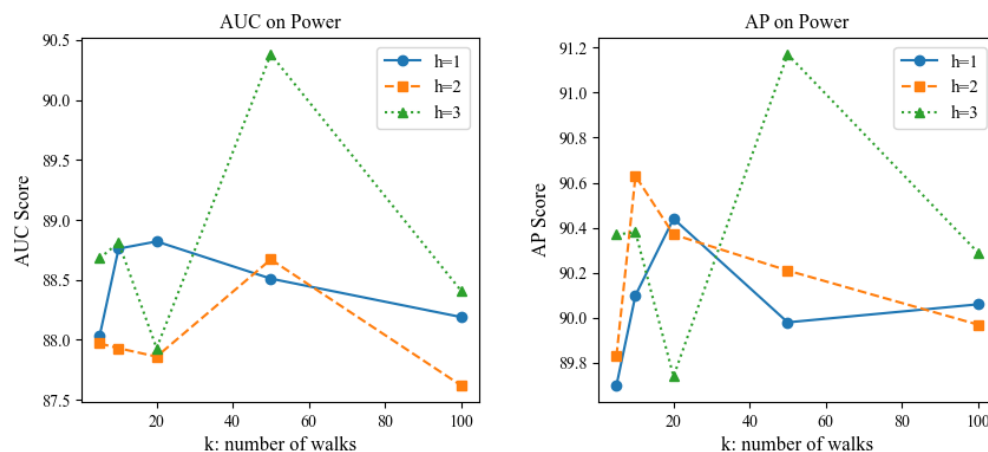 AUC on Power
90.5
90.0
89.5
89.0
88.5
88.0
87.5
AUC Score
20
40
60
80
100
k: number of walks
h=1
h=2
h=3
AP on Power
91.2
91.0
90.8
90.6
90.4
90.2
90.0
89.8
AP Score
20
40
60
80
100
k: number of walks
h=1
h=2
h=3